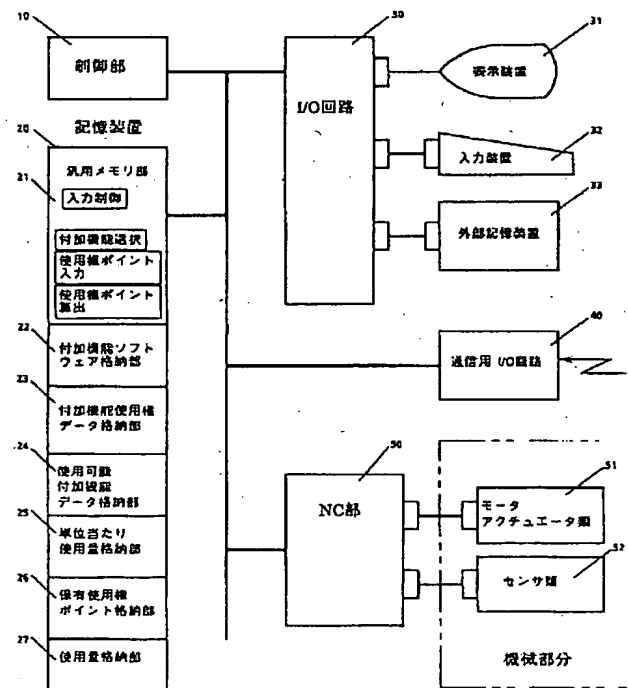 10
制御部
記憶装置
20
21
汎用メモリ部
入力制御
付加機能選択
使用権ポイント
入力
使用権ポイント
算出
22
付加機能ソフト
ウェア格納部
23
付加機能使用権
データ格納部
24
使用可能
付加機能
データ格納部
25
単位当たり
使用量格納部
26
保有使用権
ポイント格納部
27
使用量格納部
30
I/O回路
31
表示装置
32
入力装置
33
外部記憶装置
40
通信用 I/O回路
50
NC部
51
モータ
アクチュエータ類
52
センサ類
機械部分